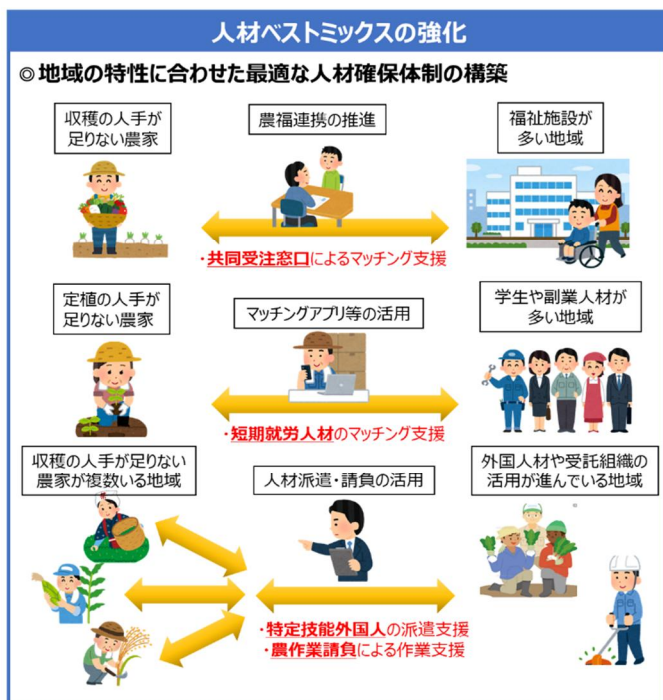 人材ベストミックスの強化
◎地域の特性に合わせた最適な人材確保体制の構築
収穫の人手が
足りない農家
農福連携の推進
福祉施設が
多い地域
・共同受注窓口によるマッチング支援
定植の人手が
足りない農家
マッチングアプリ等の活用
学生や副業人材が
多い地域
・短期就労人材のマッチング支援
収穫の人手が足りない
農家が複数いる地域
人材派遣・請負の活用
外国人材や受託組織の
活用が進んでいる地域
・特定技能外国人の派遣支援
・農作業請負による作業支援